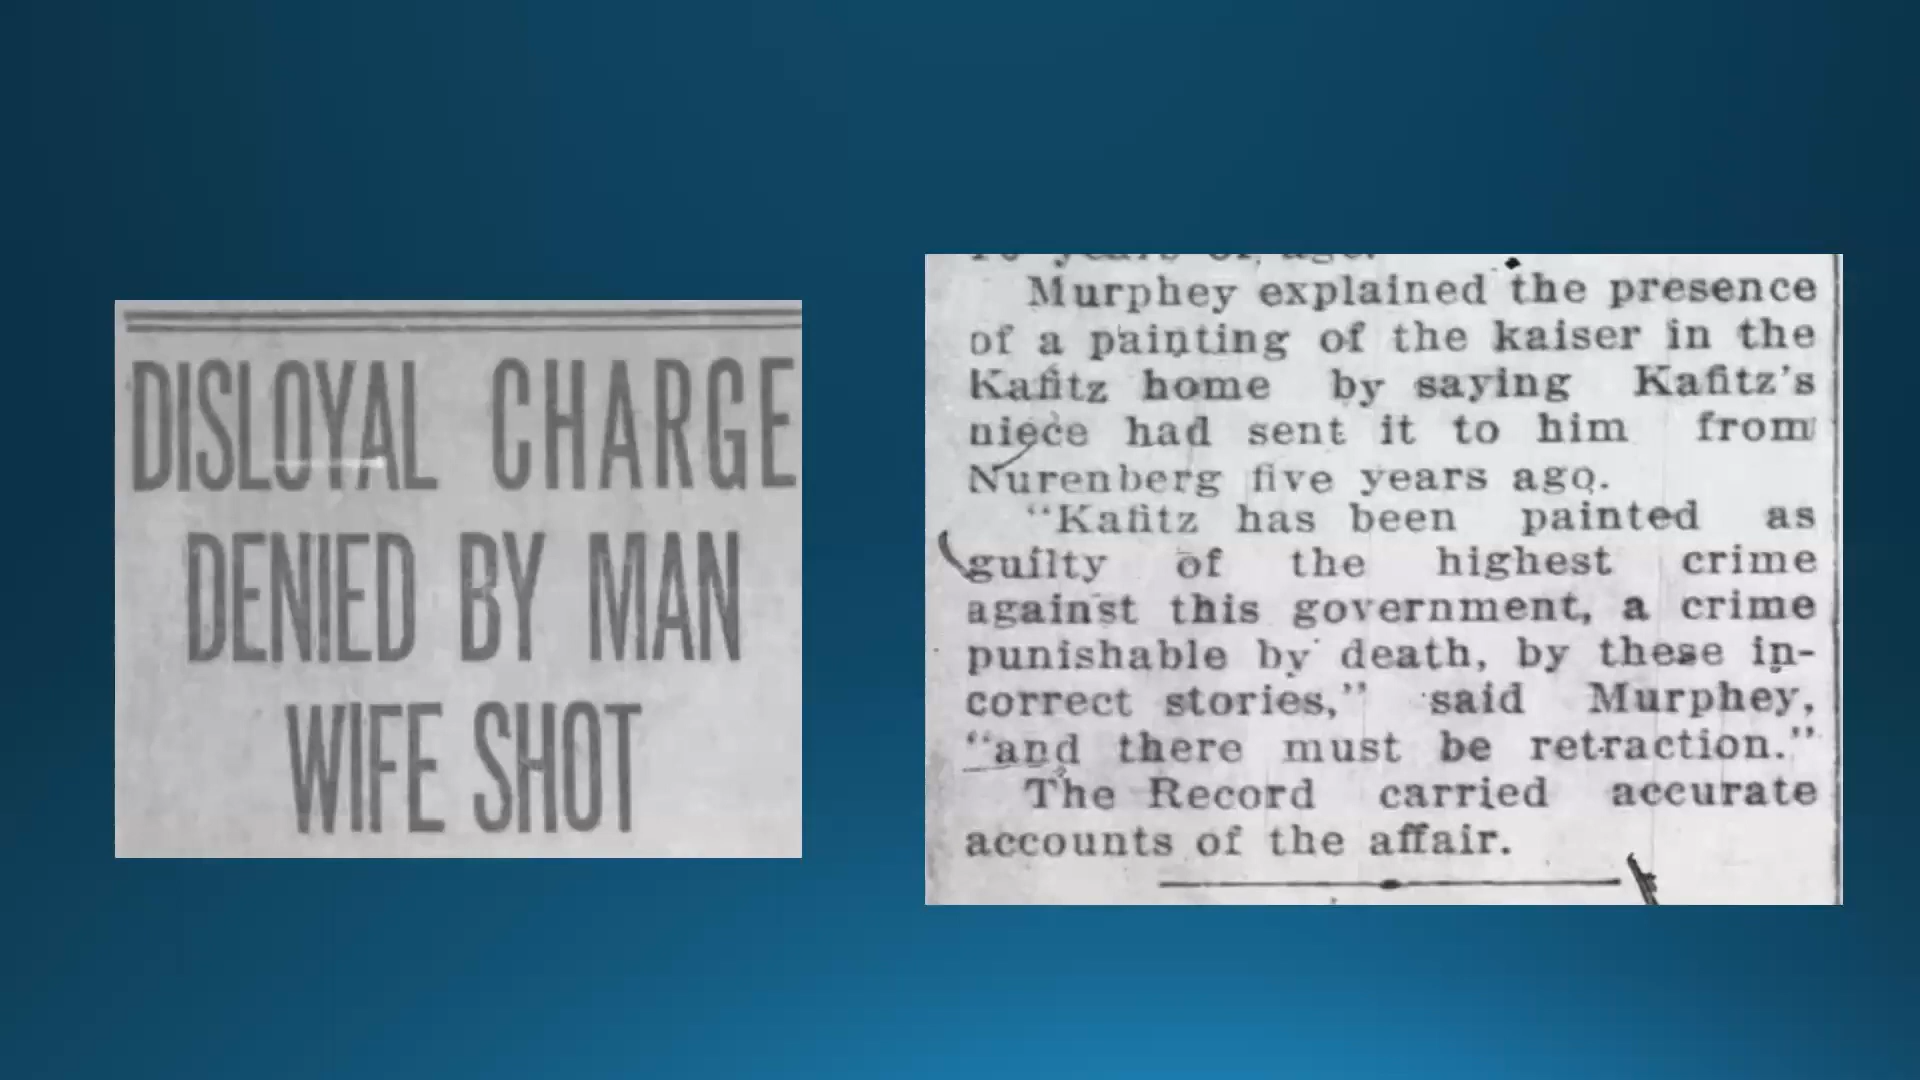 DISLOYAL CHARGE
DENIED BY MAN
WIFE SHOT
years of age.
Murphey explained the presence
of a painting of the kaiser in the
Kafitz home by saying Kafitz's
niece had sent it to him from
Nurenberg five years ago.
"Kafitz has been painted as
guilty of the highest crime
against this government, a crime
punishable by death, by these in-
correct stories," said Murphey,
"and there must be retraction."
The Record carried accurate
accounts of the affair.